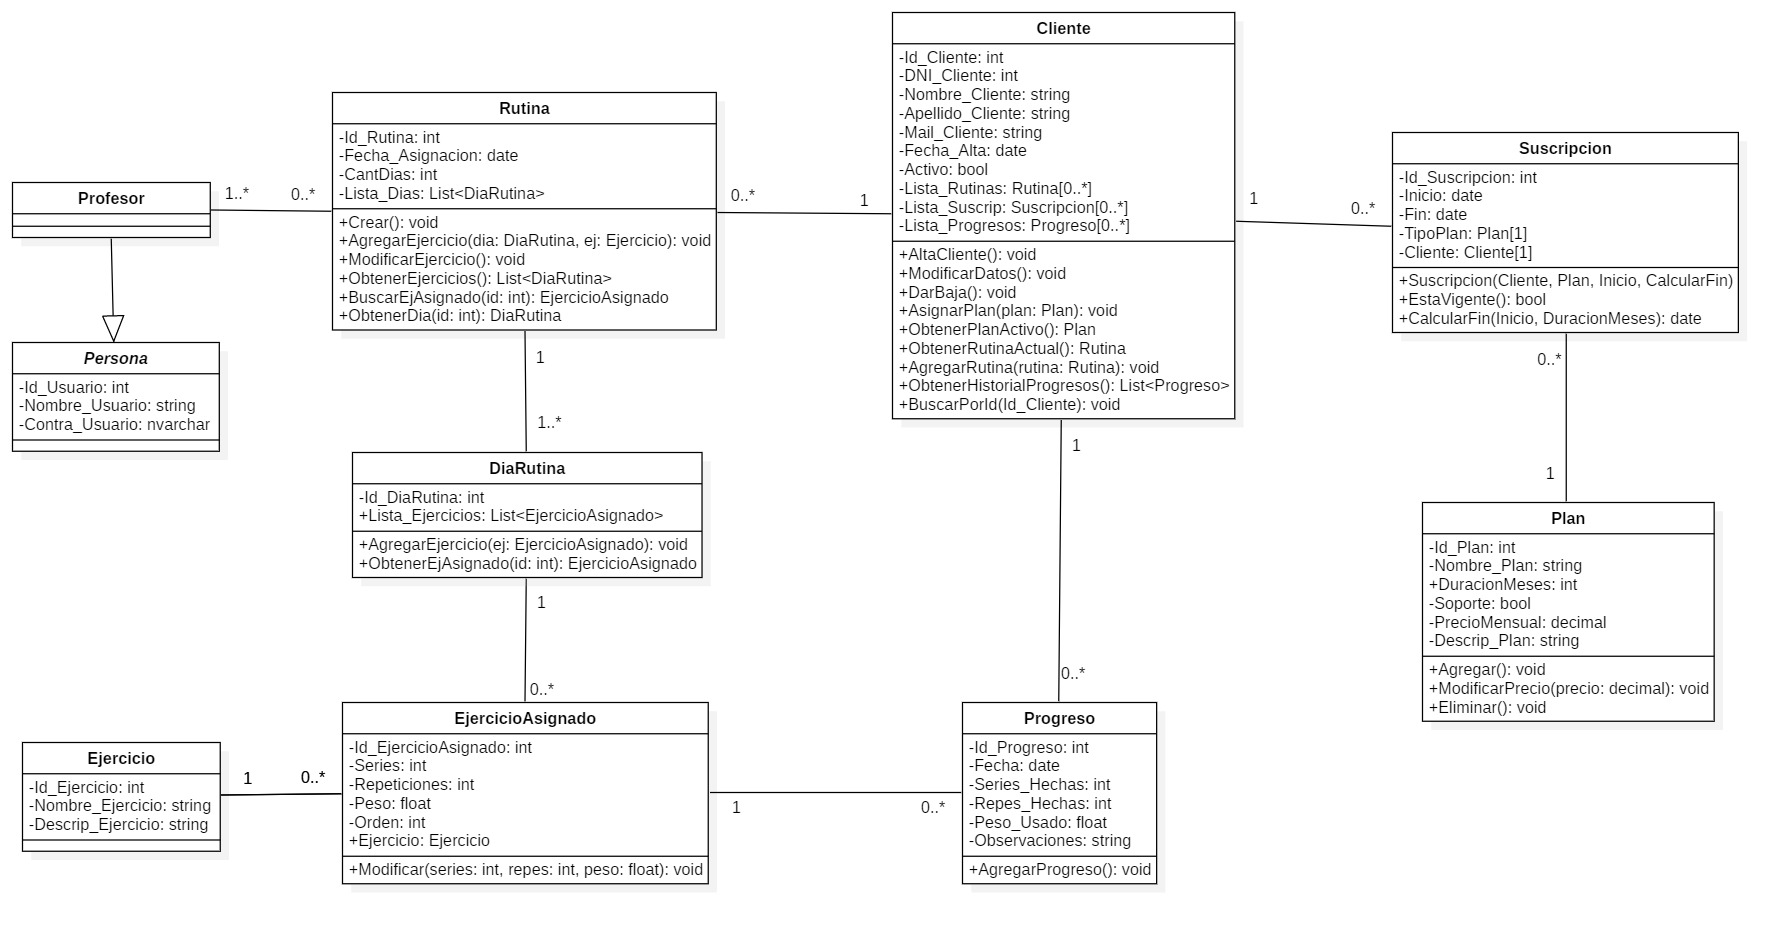 Cliente
-Id_Cliente: int
-DNI_Cliente: int
-Nombre_Cliente: string
-Apellido_Cliente: string
-Mail_Cliente: string
-Fecha_Alta: date
-Activo: bool
-Lista_Rutinas: Rutina[0..*]
-Lista_Suscrip: Suscripcion[0..*]
-Lista_Progresos: Progreso[0..*]
+AltaCliente(): void
+ModificarDatos(): void
+DarBaja(): void
+AsignarPlan(plan: Plan): void
+ObtenerPlanActivo(): Plan
+ObtenerRutinaActual(): Rutina
+AgregarRutina(rutina: Rutina): void
+ObtenerHistorialProgresos(): List<Progreso>
+BuscarPorId(Id_Cliente): void
Rutina
-Id_Rutina: int
-Fecha_Asignacion: date
-CantDias: int
-Lista_Dias: List<DiaRutina>
+Crear(): void
+AgregarEjercicio(dia: DiaRutina, ej: Ejercicio): void
+ModificarEjercicio(): void
+ObtenerEjercicios(): List<DiaRutina>
+BuscarEjAsignado(id: int): EjercicioAsignado
+ObtenerDia(id: int): DiaRutina
Suscripcion
-Id_Suscripcion: int
-Inicio: date
-Fin: date
-TipoPlan: Plan[1]
-Cliente: Cliente[1]
+Suscripcion(Cliente, Plan, Inicio, CalcularFin)
+EstaVigente(): bool
+CalcularFin(Inicio, DuracionMeses): date
Profesor
1..*
0..*
0..*
1
1
0..*
Persona
-Id_Usuario: int
-Nombre_Usuario: string
-Contra_Usuario: nvarchar
1
1..*
0..*
1
1
0..*
DiaRutina
-Id_DiaRutina: int
+Lista_Ejercicios: List<EjercicioAsignado>
+AgregarEjercicio(ej: EjercicioAsignado): void
+ObtenerEjAsignado(id: int): EjercicioAsignado
Plan
-Id_Plan: int
-Nombre_Plan: string
+DuracionMeses: int
-Soporte: bool
-PrecioMensual: decimal
-Descrip_Plan: string
+Agregar(): void
+ModificarPrecio(precio: decimal): void
+Eliminar(): void
1
0..*
Ejercicio
-Id_Ejercicio: int
-Nombre_Ejercicio: string
-Descrip_Ejercicio: string
1
0..*
EjercicioAsignado
-Id_EjercicioAsignado: int
-Series: int
-Repeticiones: int
-Peso: float
-Orden: int
+Ejercicio: Ejercicio
+Modificar(series: int, repes: int, peso: float): void
1
0..*
Progreso
-Id_Progreso: int
-Fecha: date
-Series_Hechas: int
-Repes_Hechas: int
-Peso_Usado: float
-Observaciones: string
+AgregarProgreso(): void